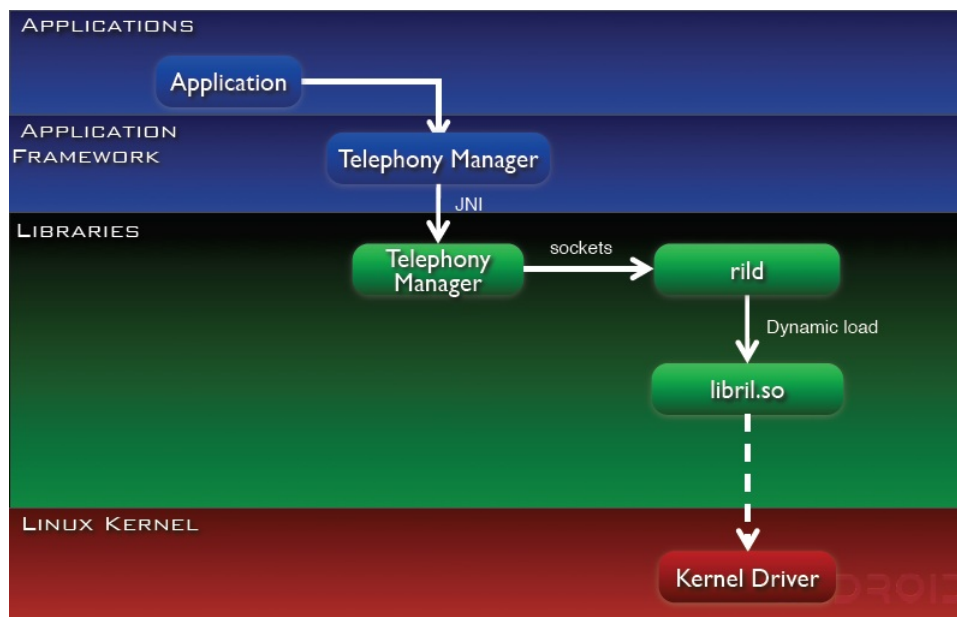 APPLICATIONS
Application
APPLICATION
FRAMEWORK
Telephony Manager
JNI
LIBRARIES
Telephony
Manager
sockets
rild
Dynamic load
libril.so
LINUX KERNEL
Kernel Driver